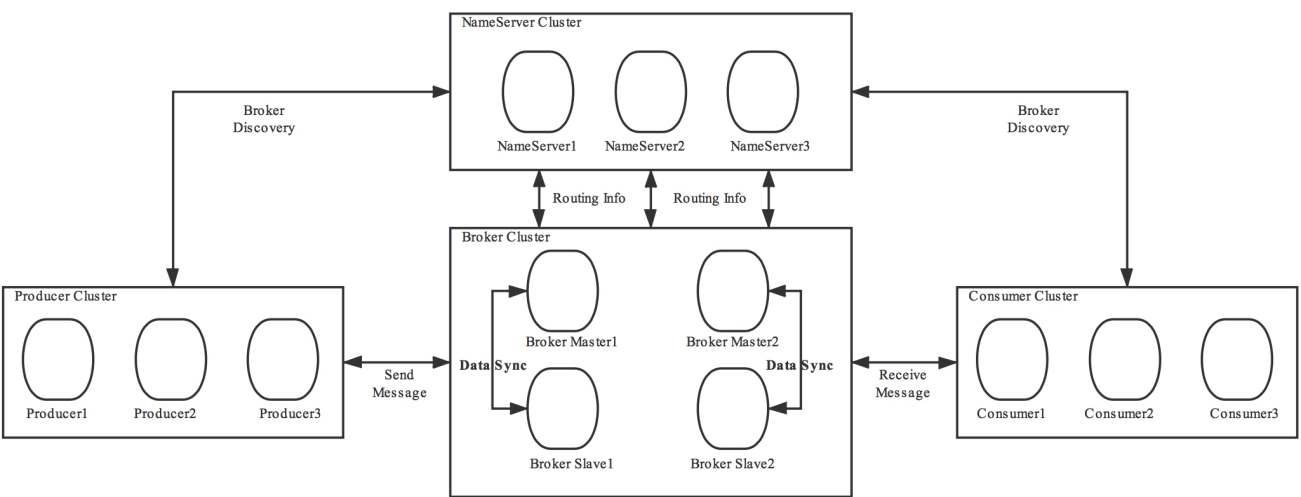 NameServer Cluster
NameServer1
NameServer2
NameServer3
Broker
Discovery
Broker
Discovery
Routing Info
Routing Info
Broker Cluster
Broker Master1
Broker Master2
Data Sync
Data Sync
Broker Slave1
Broker Slave2
Producer Cluster
Producer1
Producer2
Producer3
Send
Message
Receive
Message
Consumer Cluster
Consumer1
Consumer2
Consumer3